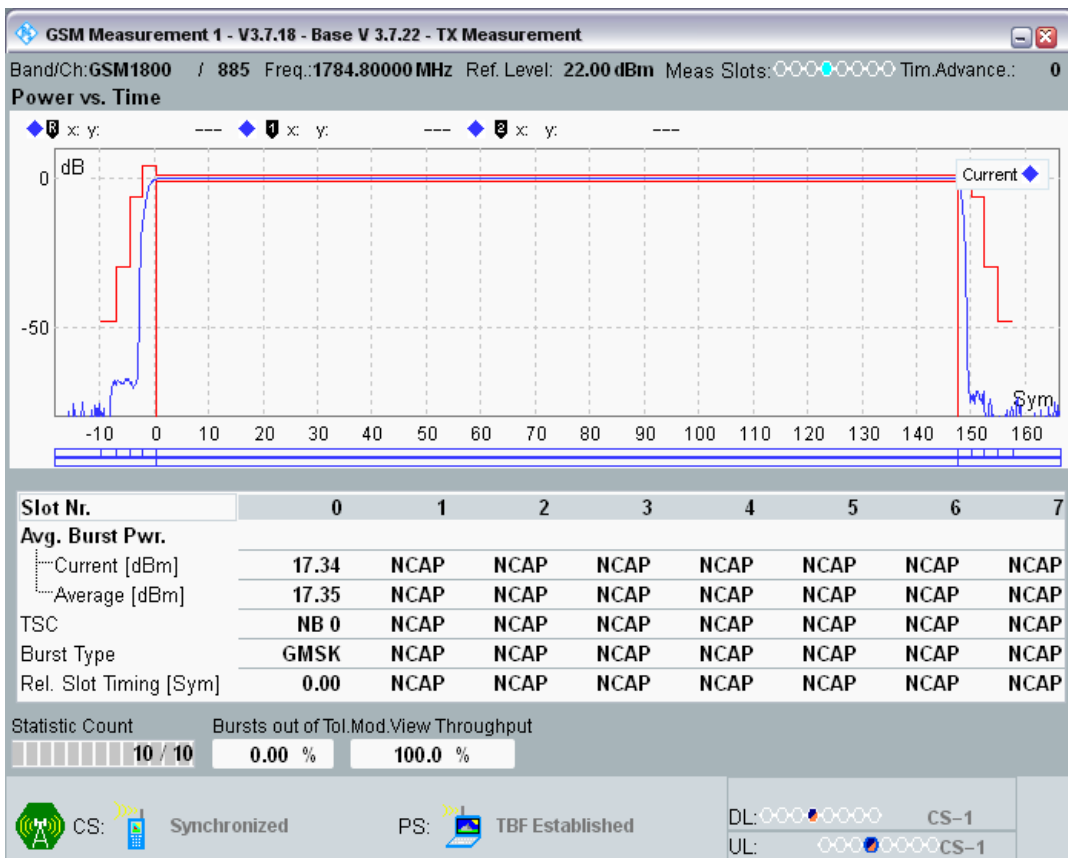 GSM Measurement 1 - V3.7.18 - Base V 3.7.22 - TX Measurement
Band/Ch:GSM1800 / 885 Freq.:1784.80000 MHz Ref. Level: 22.00 dBm Meas Slots: Tim.Advance.: 0
Power vs. Time
R x: y: --- 1 x: y: --- 2 x: y: ---
dB
0
Current
-50
Sym
-10 0 10 20 30 40 50 60 70 80 90 100 110 120 130 140 150 160
Slot Nr. 0 1 2 3 4 5 6 7
Avg. Burst Pwr.
Current [dBm] 17.34 NCAP NCAP NCAP NCAP NCAP NCAP NCAP
Average [dBm] 17.35 NCAP NCAP NCAP NCAP NCAP NCAP NCAP
TSC NB 0 NCAP NCAP NCAP NCAP NCAP NCAP NCAP
Burst Type GMSK NCAP NCAP NCAP NCAP NCAP NCAP NCAP
Rel. Slot Timing [Sym] 0.00 NCAP NCAP NCAP NCAP NCAP NCAP NCAP
Statistic Count Bursts out of Tol.Mod.View Throughput
10 / 10 0.00 % 100.0 %
CS: Synchronized PS: TBF Established
DL: CS-1
UL: CS-1